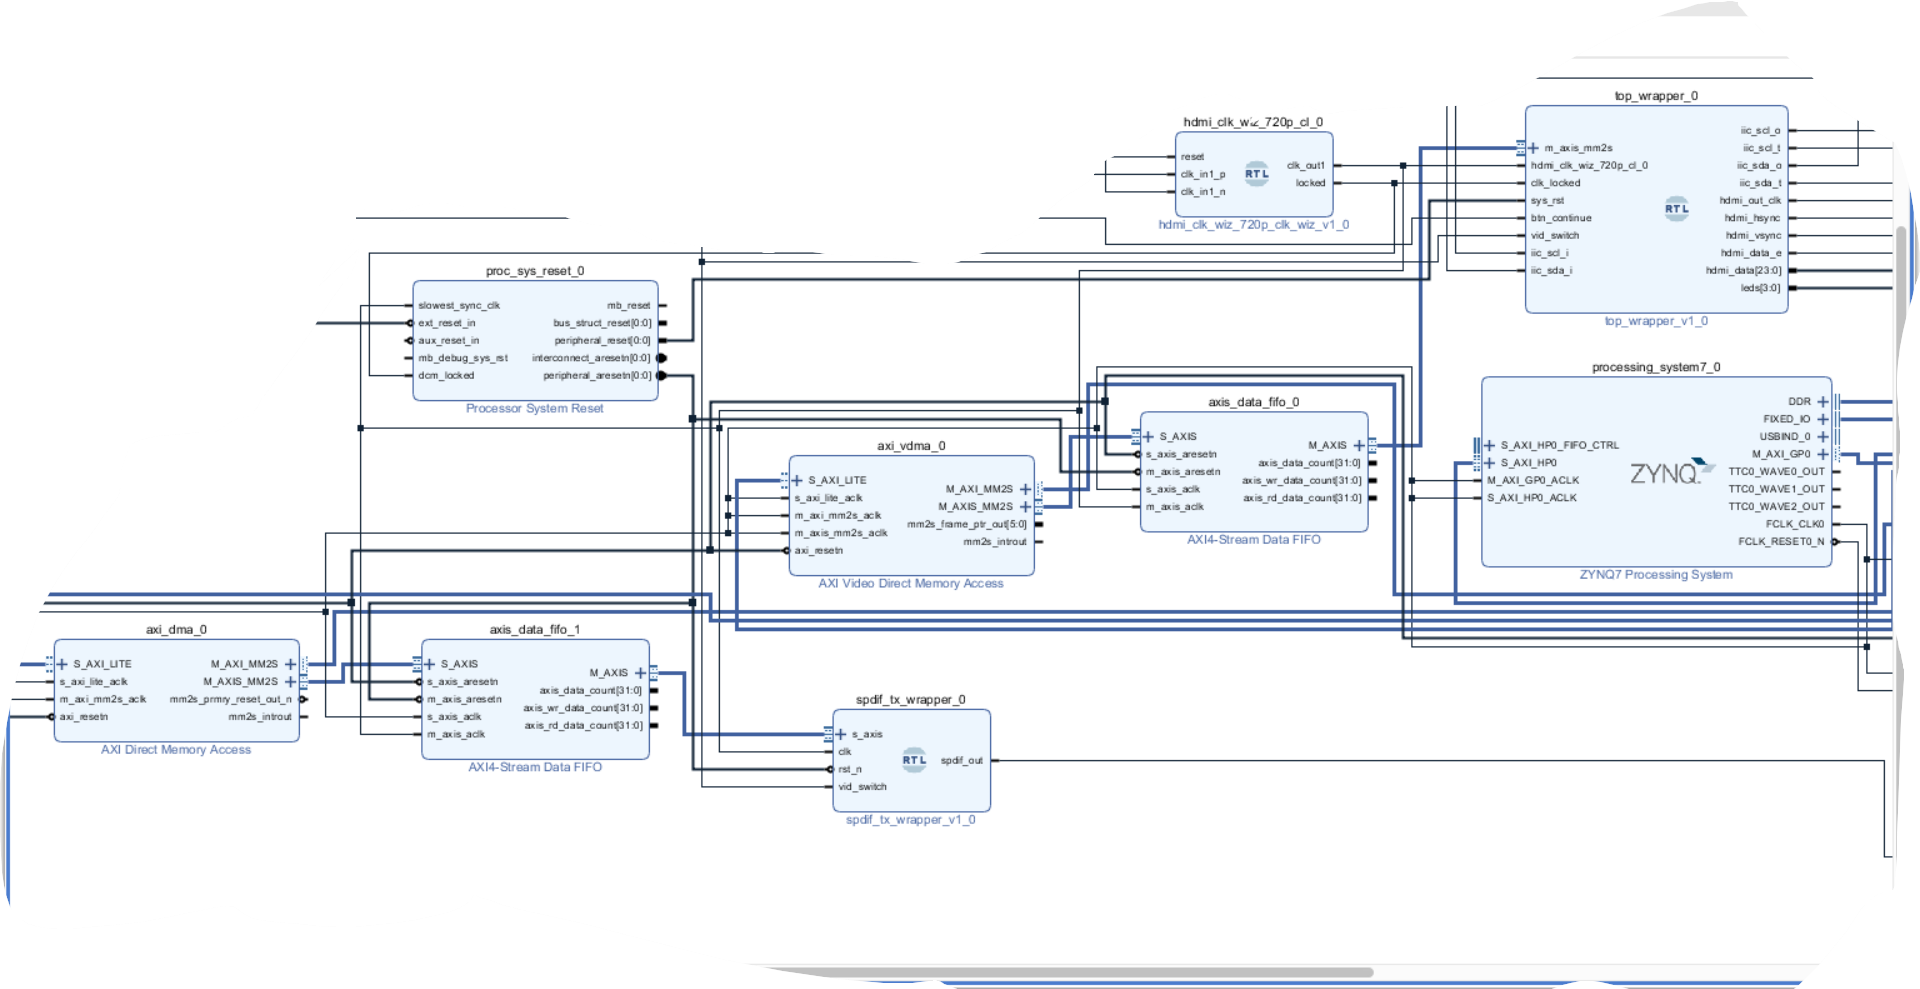 top_wrapper_0
m_axis_mm2s
hdmi_clk_wiz_720p_cl_0
clk_locked
sys_rst
btn_continue
vid_switch
iic_scl_i
iic_sda_i
RTL
iic_scl_o
iic_scl_t
iic_sda_o
iic_sda_t
hdmi_out_clk
hdmi_hsync
hdmi_vsync
hdmi_data_e
hdmi_data[23:0]
leds[3:0]
top_wrapper_v1_0
hdmi_clk_wiz_720p_cl_0
reset
clk_in1_p
clk_in1_n
RTL
clk_out1
locked
hdmi_clk_wiz_720p_clk_wiz_v1_0
proc_sys_reset_0
slowest_sync_clk
ext_reset_in
aux_reset_in
mb_debug_sys_rst
dcm_locked
mb_reset
bus_struct_reset[0:0]
peripheral_reset[0:0]
interconnect_aresetn[0:0]
peripheral_aresetn[0:0]
Processor System Reset
processing_system7_0
S_AXI_HP0_FIFO_CTRL
S_AXI_HP0
M_AXI_GP0_ACLK
S_AXI_HP0_ACLK
ZYNQ
DDR
FIXED_IO
USBIND_0
M_AXI_GP0
TTC0_WAVE0_OUT
TTC0_WAVE1_OUT
TTC0_WAVE2_OUT
FCLK_CLK0
FCLK_RESET0_N
ZYNQ7 Processing System
axis_data_fifo_0
S_AXIS
s_axis_aresetn
m_axis_aresetn
s_axis_aclk
m_axis_aclk
M_AXIS
axis_data_count[31:0]
axis_wr_data_count[31:0]
axis_rd_data_count[31:0]
AXI4-Stream Data FIFO
axi_vdma_0
S_AXI_LITE
s_axi_lite_aclk
m_axi_mm2s_aclk
m_axis_mm2s_aclk
axi_resetn
M_AXI_MM2S
M_AXIS_MM2S
mm2s_frame_ptr_out[5:0]
mm2s_introut
AXI Video Direct Memory Access
axi_dma_0
S_AXI_LITE
s_axi_lite_aclk
m_axi_mm2s_aclk
axi_resetn
M_AXI_MM2S
M_AXIS_MM2S
mm2s_prmry_reset_out_n
mm2s_introut
AXI Direct Memory Access
axis_data_fifo_1
S_AXIS
s_axis_aresetn
m_axis_aresetn
s_axis_aclk
m_axis_aclk
M_AXIS
axis_data_count[31:0]
axis_wr_data_count[31:0]
axis_rd_data_count[31:0]
AXI4-Stream Data FIFO
spdif_tx_wrapper_0
s_axis
clk
rst_n
vid_switch
RTL
spdif_out
spdif_tx_wrapper_v1_0